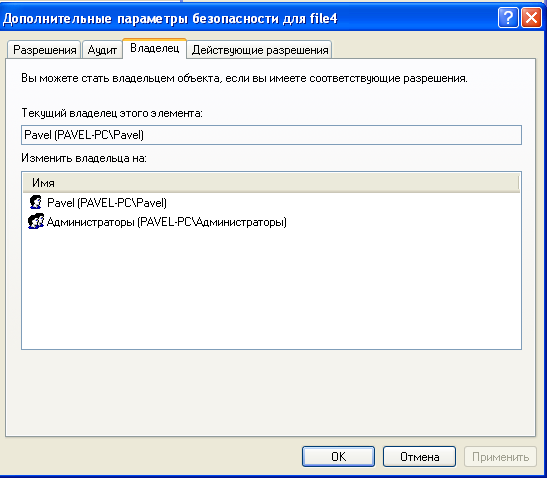 Дополнительные параметры безопасности для file4
Разрешения Аудит Владелец Действующие разрешения
Вы можете стать владельцем объекта, если вы имеете соответствующие разрешения.
Текущий владелец этого элемента:
Pavel (PAVEL-PC\Pavel)
Изменить владельца на:
Имя
Pavel (PAVEL-PC\Pavel)
Администраторы (PAVEL-PC\Администраторы)
OK Отмена Применить